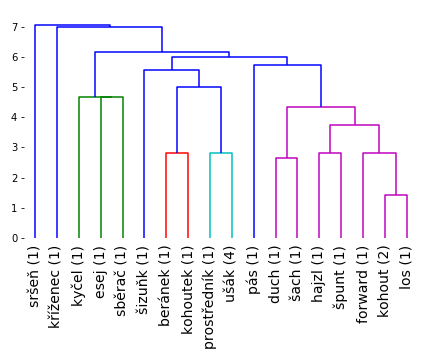 7
6
5
4
3
2
1
0
sršeň (1)
kříženec (1)
kyčel (1)
esej (1)
sběrač (1)
šizuňk (1)
beránek (1)
kohoutek (1)
prostředník (1)
ušák (4)
pás (1)
duch (1)
šach (1)
hajzl (1)
špunt (1)
forward (1)
kohout (2)
los (1)